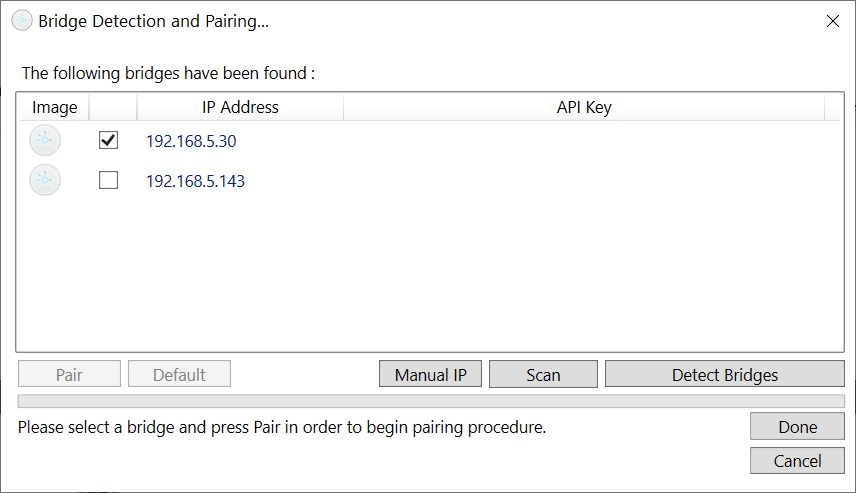 Bridge Detection and Pairing...
The following bridges have been found :
Image IP Address API Key
192.168.5.30
192.168.5.143
Pair Default Manual IP Scan Detect Bridges
Please select a bridge and press Pair in order to begin pairing procedure.
Done
Cancel